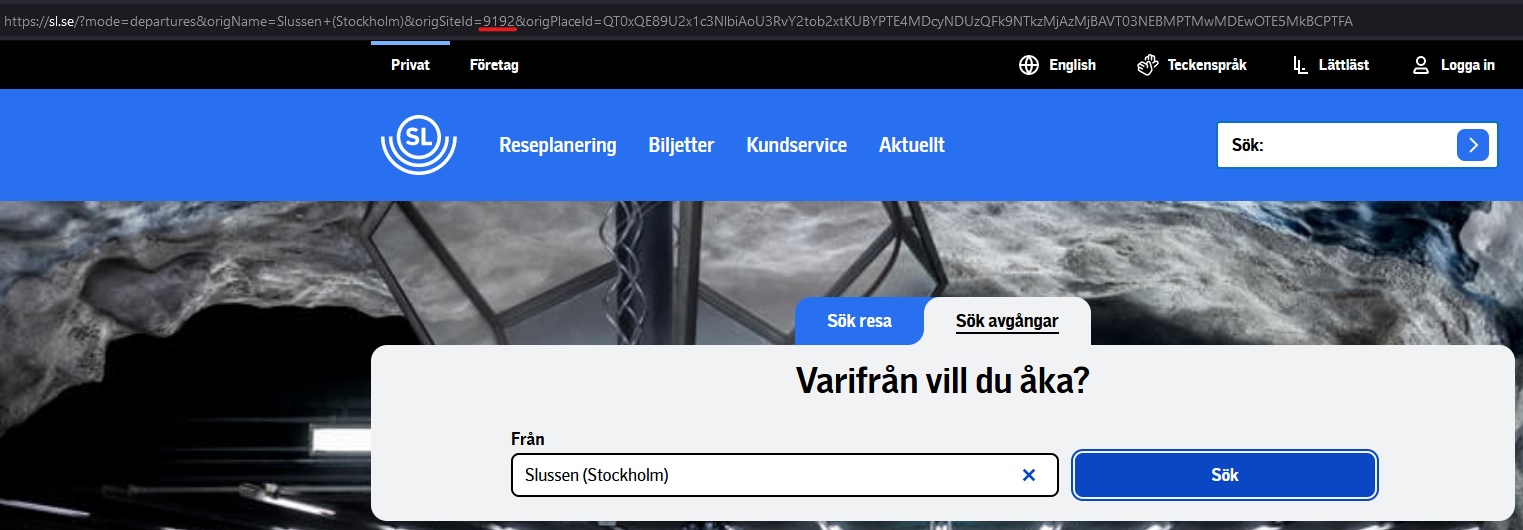 https://sl.se/?mode=departures&origName=Slussen+(Stockholm)&origSiteId=9192&origPlaceId=QT0xQE89U2x1c3NlbiAoU3RvY2tob2xtKUBYPTE4MDcyNDUzQFk9NTkzMjAzMjBAVT03NEBMPTMwMDEwOTE5MkBCPTFA
Privat Företag English Teckenspråk Lättläst Logga in
SL Reseplanering Biljetter Kundservice Aktuellt Sök:
Sök resa Sök avgångar
Varifrån vill du åka?
Från
Slussen (Stockholm) Sök